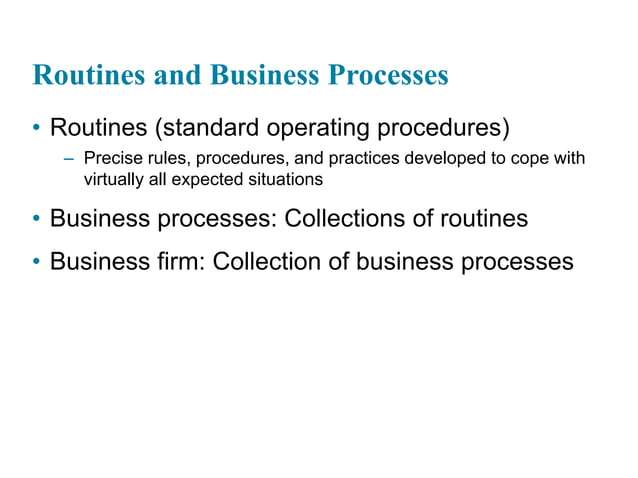 Routines and Business Processes
• Routines (standard operating procedures)
– Precise rules, procedures, and practices developed to cope with
virtually all expected situations
• Business processes: Collections of routines
• Business firm: Collection of business processes